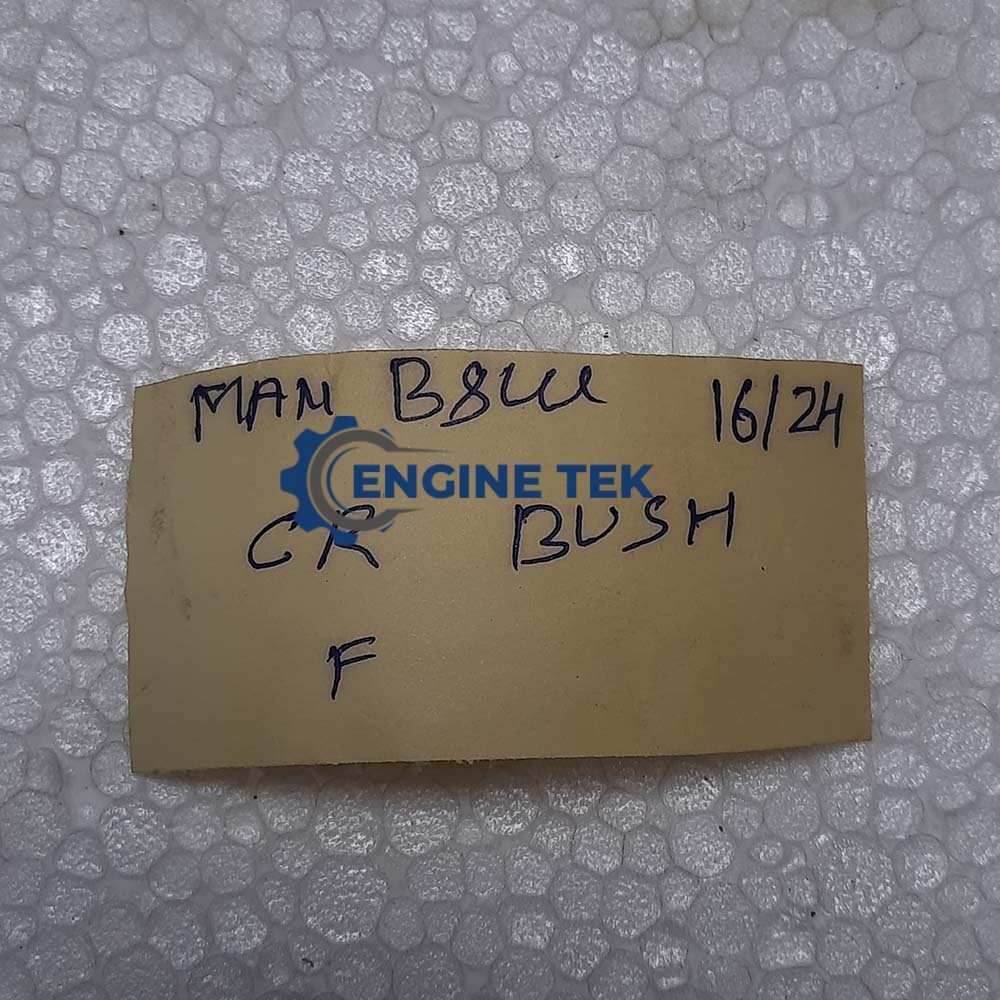 MAN B&W 16/24
ENGINE TEK
CR BUSH
F